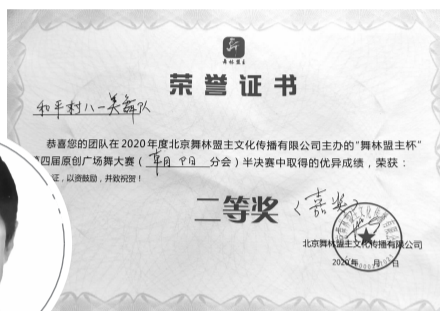 舞林盟主
荣誉证书
和平村八一美舞队
恭喜您的团队在2020年度北京舞林盟主文化传播有限公司主办的“舞林盟主杯”
第四届原创广场舞大赛（朝阳分会）半决赛中取得的优异成绩，荣获：
证，以资鼓励，并致祝贺！
二等奖
北京舞林盟主文化传播有限公司
2020年 月 日